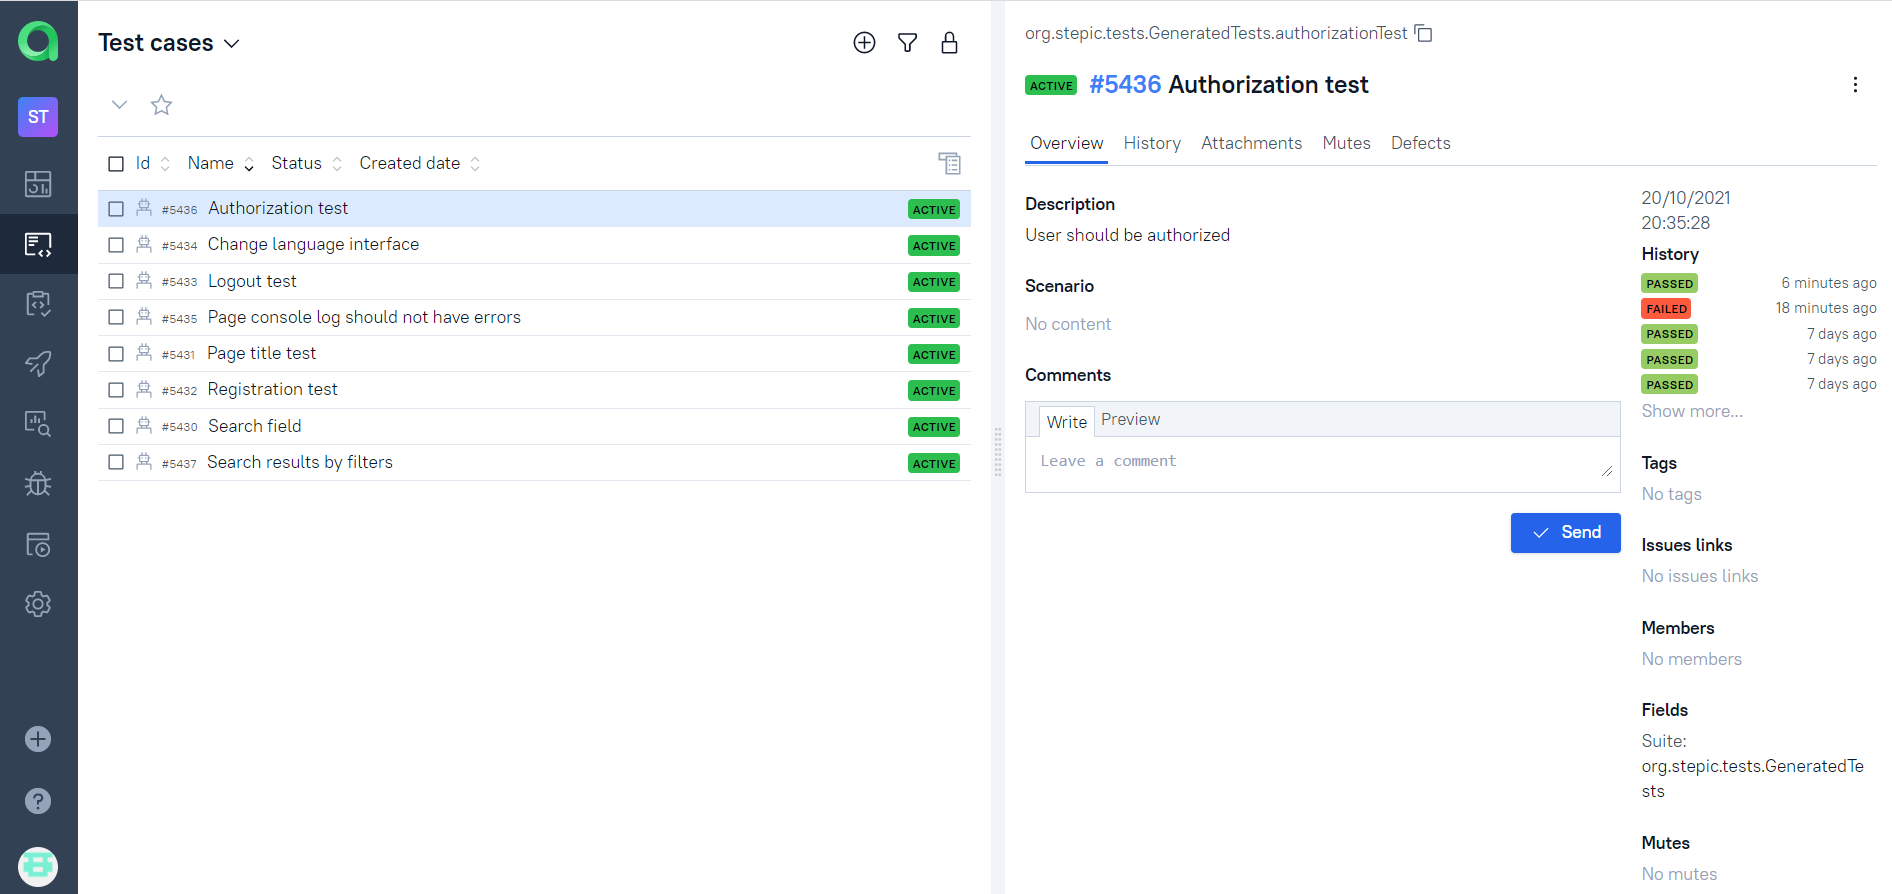 ST
Test cases
Id Name Status Created date
#5436 Authorization test ACTIVE
#5434 Change language interface ACTIVE
#5433 Logout test ACTIVE
#5435 Page console log should not have errors ACTIVE
#5431 Page title test ACTIVE
#5432 Registration test ACTIVE
#5430 Search field ACTIVE
#5437 Search results by filters ACTIVE
org.stepic.tests.GeneratedTests.authorizationTest
ACTIVE #5436 Authorization test
Overview History Attachments Mutes Defects
Description
User should be authorized
Scenario
No content
Comments
Write Preview
Leave a comment
Send
20/10/2021
20:35:28
History
PASSED 6 minutes ago
FAILED 18 minutes ago
PASSED 7 days ago
PASSED 7 days ago
PASSED 7 days ago
Show more...
Tags
No tags
Issues links
No issues links
Members
No members
Fields
Suite:
org.stepic.tests.GeneratedTe
sts
Mutes
No mutes